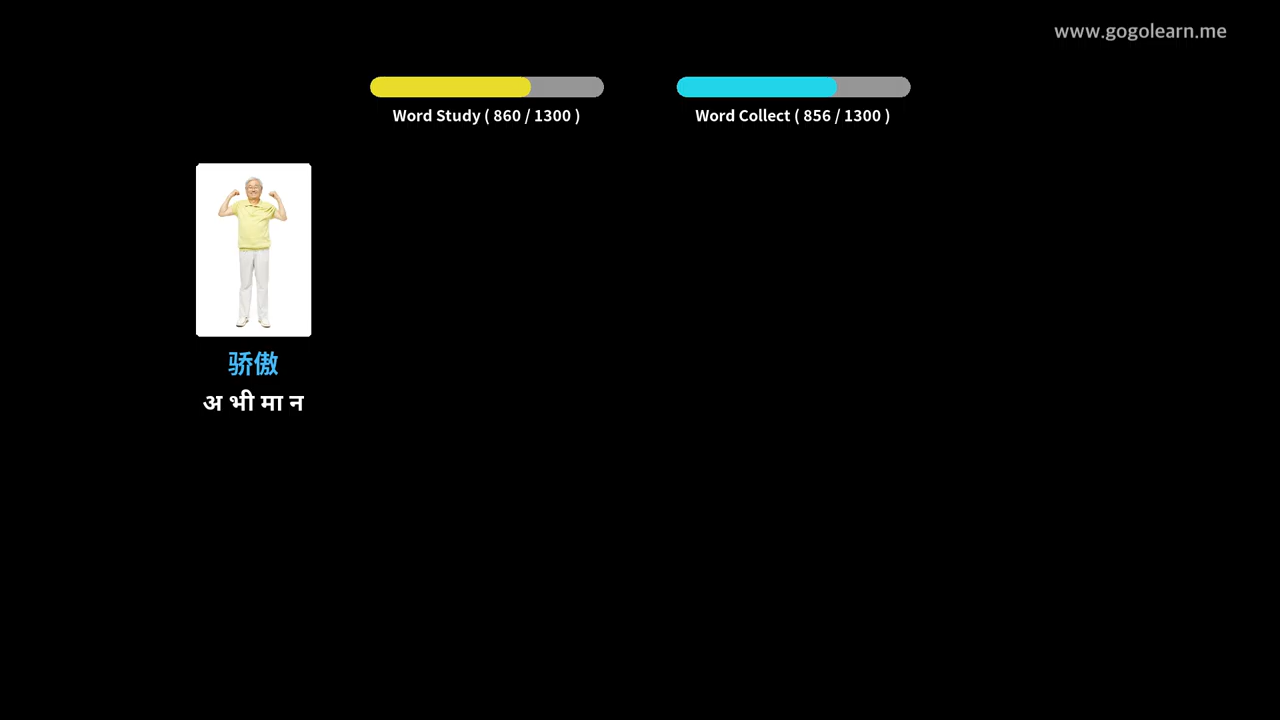 www.gogolearn.me
Word Study ( 860 / 1300 )
Word Collect ( 856 / 1300 )
骄傲
अ भी मा न